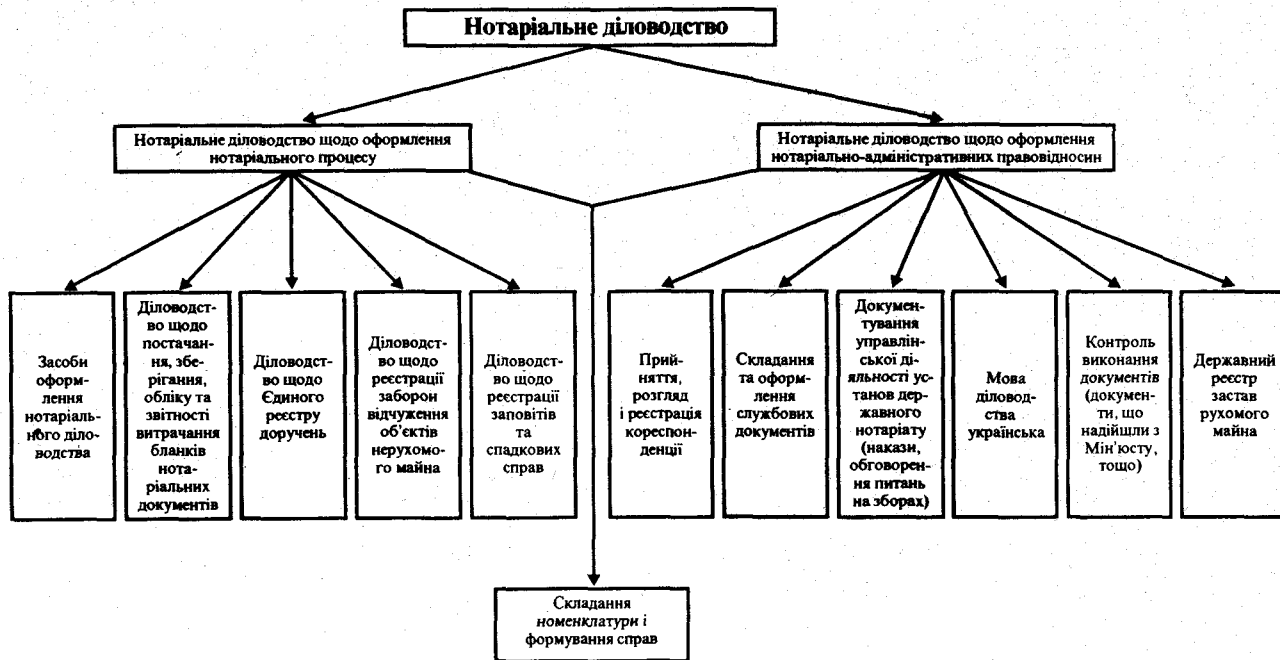 Нотаріальне діловодство
Нотаріальне діловодство щодо оформлення
нотаріального процесу
Нотаріальне діловодство щодо оформлення
нотаріально-адміністративних правовідносин
Засоби
оформ-
лення
нотаріаль-
ного діло-
водства
Діловодст-
во щодо
постачан-
ня, збе-
рігання,
обліку та
звітності
витрачання
бланків
нота-
ріальних
документів
Діловодст-
во щодо
Єдиного
реєстру
доручень
Діловодст-
во щодо
реєстрації
заборон
відчуження
об'єктів
нерухомо-
го майна
Діловодст-
во щодо
реєстрації
заповітів
та
спадкових
справ
Прий-
няття,
розгляд
і реєстрація
кореспон-
денції
Складання
та оформ-
лення
службових
документів
Докумен-
тування
управлін-
ської ді-
яльності ус-
танов дер-
жавного
нотаріату
(накази,
обговорен-
ня питань
на зборах)
Мова
діловод-
ства
українська
Контроль
виконання
документів
(докумен-
ти, що
надійшли з
Мін'юсту,
тощо)
Державний
реєстр
застав
рухомого
майна
Складання
номенклатури і
формування справ